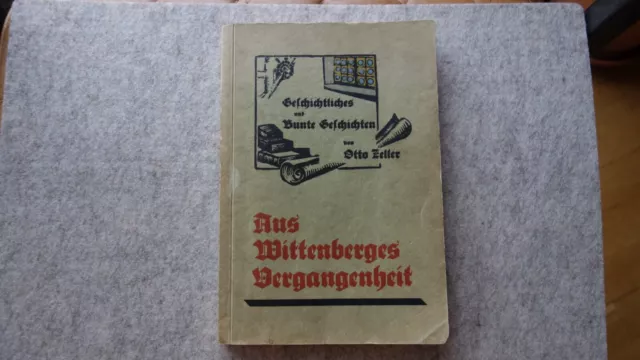 Geschichtliches
und
Bunte Geschichten
von
Otto Zeller
Aus
Wittenberges
Vergangenheit